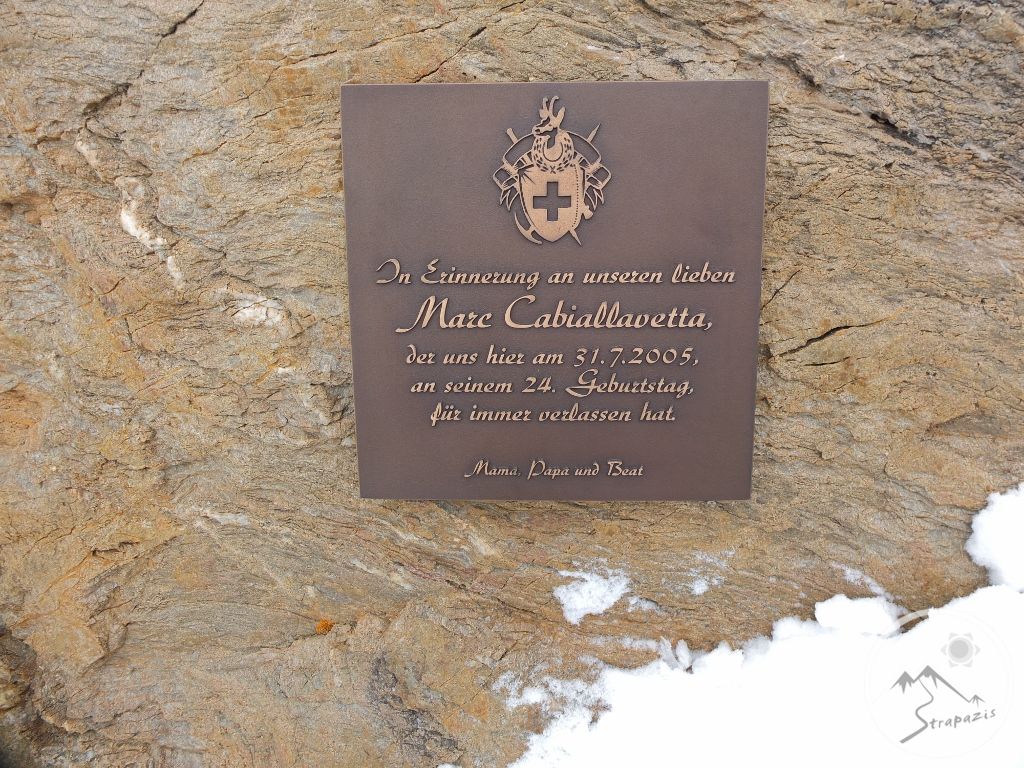 In Erinnerung an unseren lieben
Marc Cabiallavetta,
der uns hier am 31.7.2005,
an seinem 24. Geburtstag,
für immer verlassen hat.
Mama, Papa und Beat
Strapazis